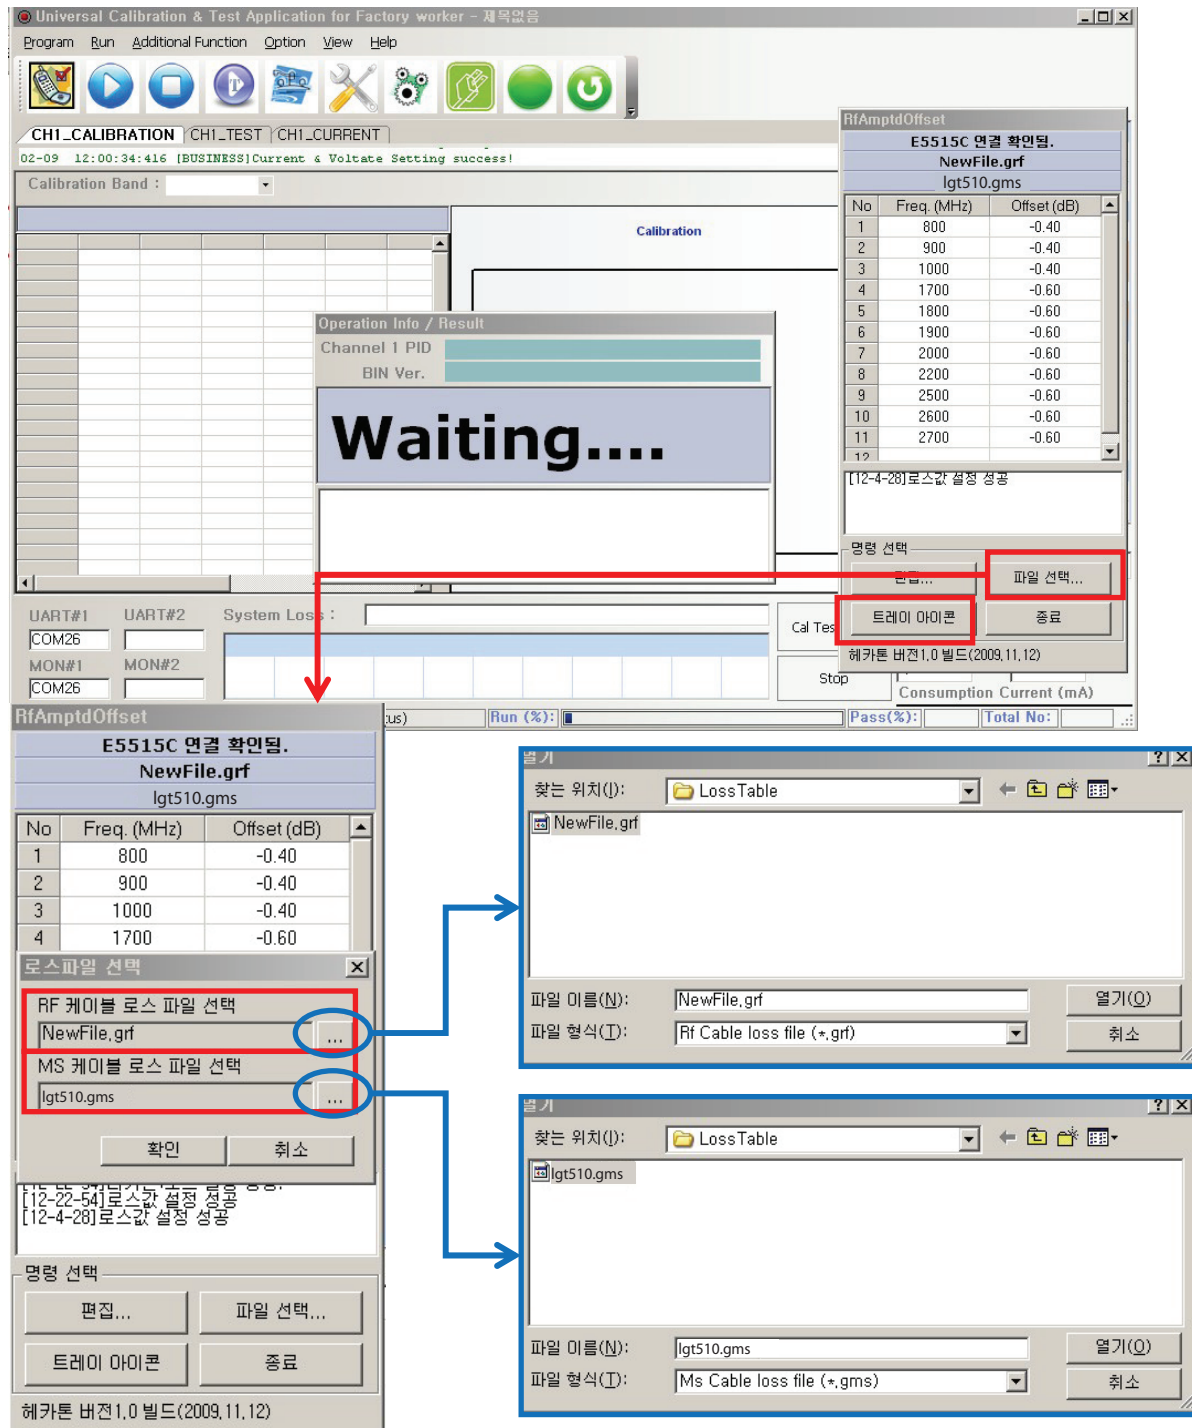 Universal Calibration & Test Application for Factory worker - 제목없음
Program Run Additional Function Option View Help
CH1_CALIBRATION CH1_TEST CH1_CURRENT
02-09 12:00:34:416 [BUSINESS]Current & Voltate Setting success!
Calibration Band :
Calibration
Operation Info / Result
Channel 1 PID
BIN Ver.
Waiting....
UART#1 UART#2 System Loss :
COM26
MON#1 MON#2
COM26
Cal Tes
Stop
Consumption Current (mA)
tus) Run (%): Pass(%): Total No:
RfAmptdOffset
E5515C 연결 확인됨.
NewFile.grf
lgt510.gms
No Freq. (MHz) Offset (dB)
1 800 -0.40
2 900 -0.40
3 1000 -0.40
4 1700 -0.60
5 1800 -0.60
6 1900 -0.60
7 2000 -0.60
8 2200 -0.60
9 2500 -0.60
10 2600 -0.60
11 2700 -0.60
12
[12-4-28]로스값 설정 성공
명령 선택
편집... 파일 선택...
트레이 아이콘 종료
헤카톤 버전1.0 빌드(2009.11.12)
RfAmptdOffset
E5515C 연결 확인됨.
NewFile.grf
lgt510.gms
No Freq. (MHz) Offset (dB)
1 800 -0.40
2 900 -0.40
3 1000 -0.40
4 1700 -0.60
로스파일 선택
RF 케이블 로스 파일 선택
NewFile.grf ...
MS 케이블 로스 파일 선택
lgt510.gms ...
확인 취소
[12-22-54]로스값 설정 성공
[12-4-28]로스값 설정 성공
명령 선택
편집... 파일 선택...
트레이 아이콘 종료
헤카톤 버전1.0 빌드(2009.11.12)
열기
찾는 위치(I): LossTable
NewFile.grf
파일 이름(N): NewFile.grf 열기(O)
파일 형식(T): Rf Cable loss file (*.grf) 취소
열기
찾는 위치(I): LossTable
lgt510.gms
파일 이름(N): lgt510.gms 열기(O)
파일 형식(T): Ms Cable loss file (*.gms) 취소